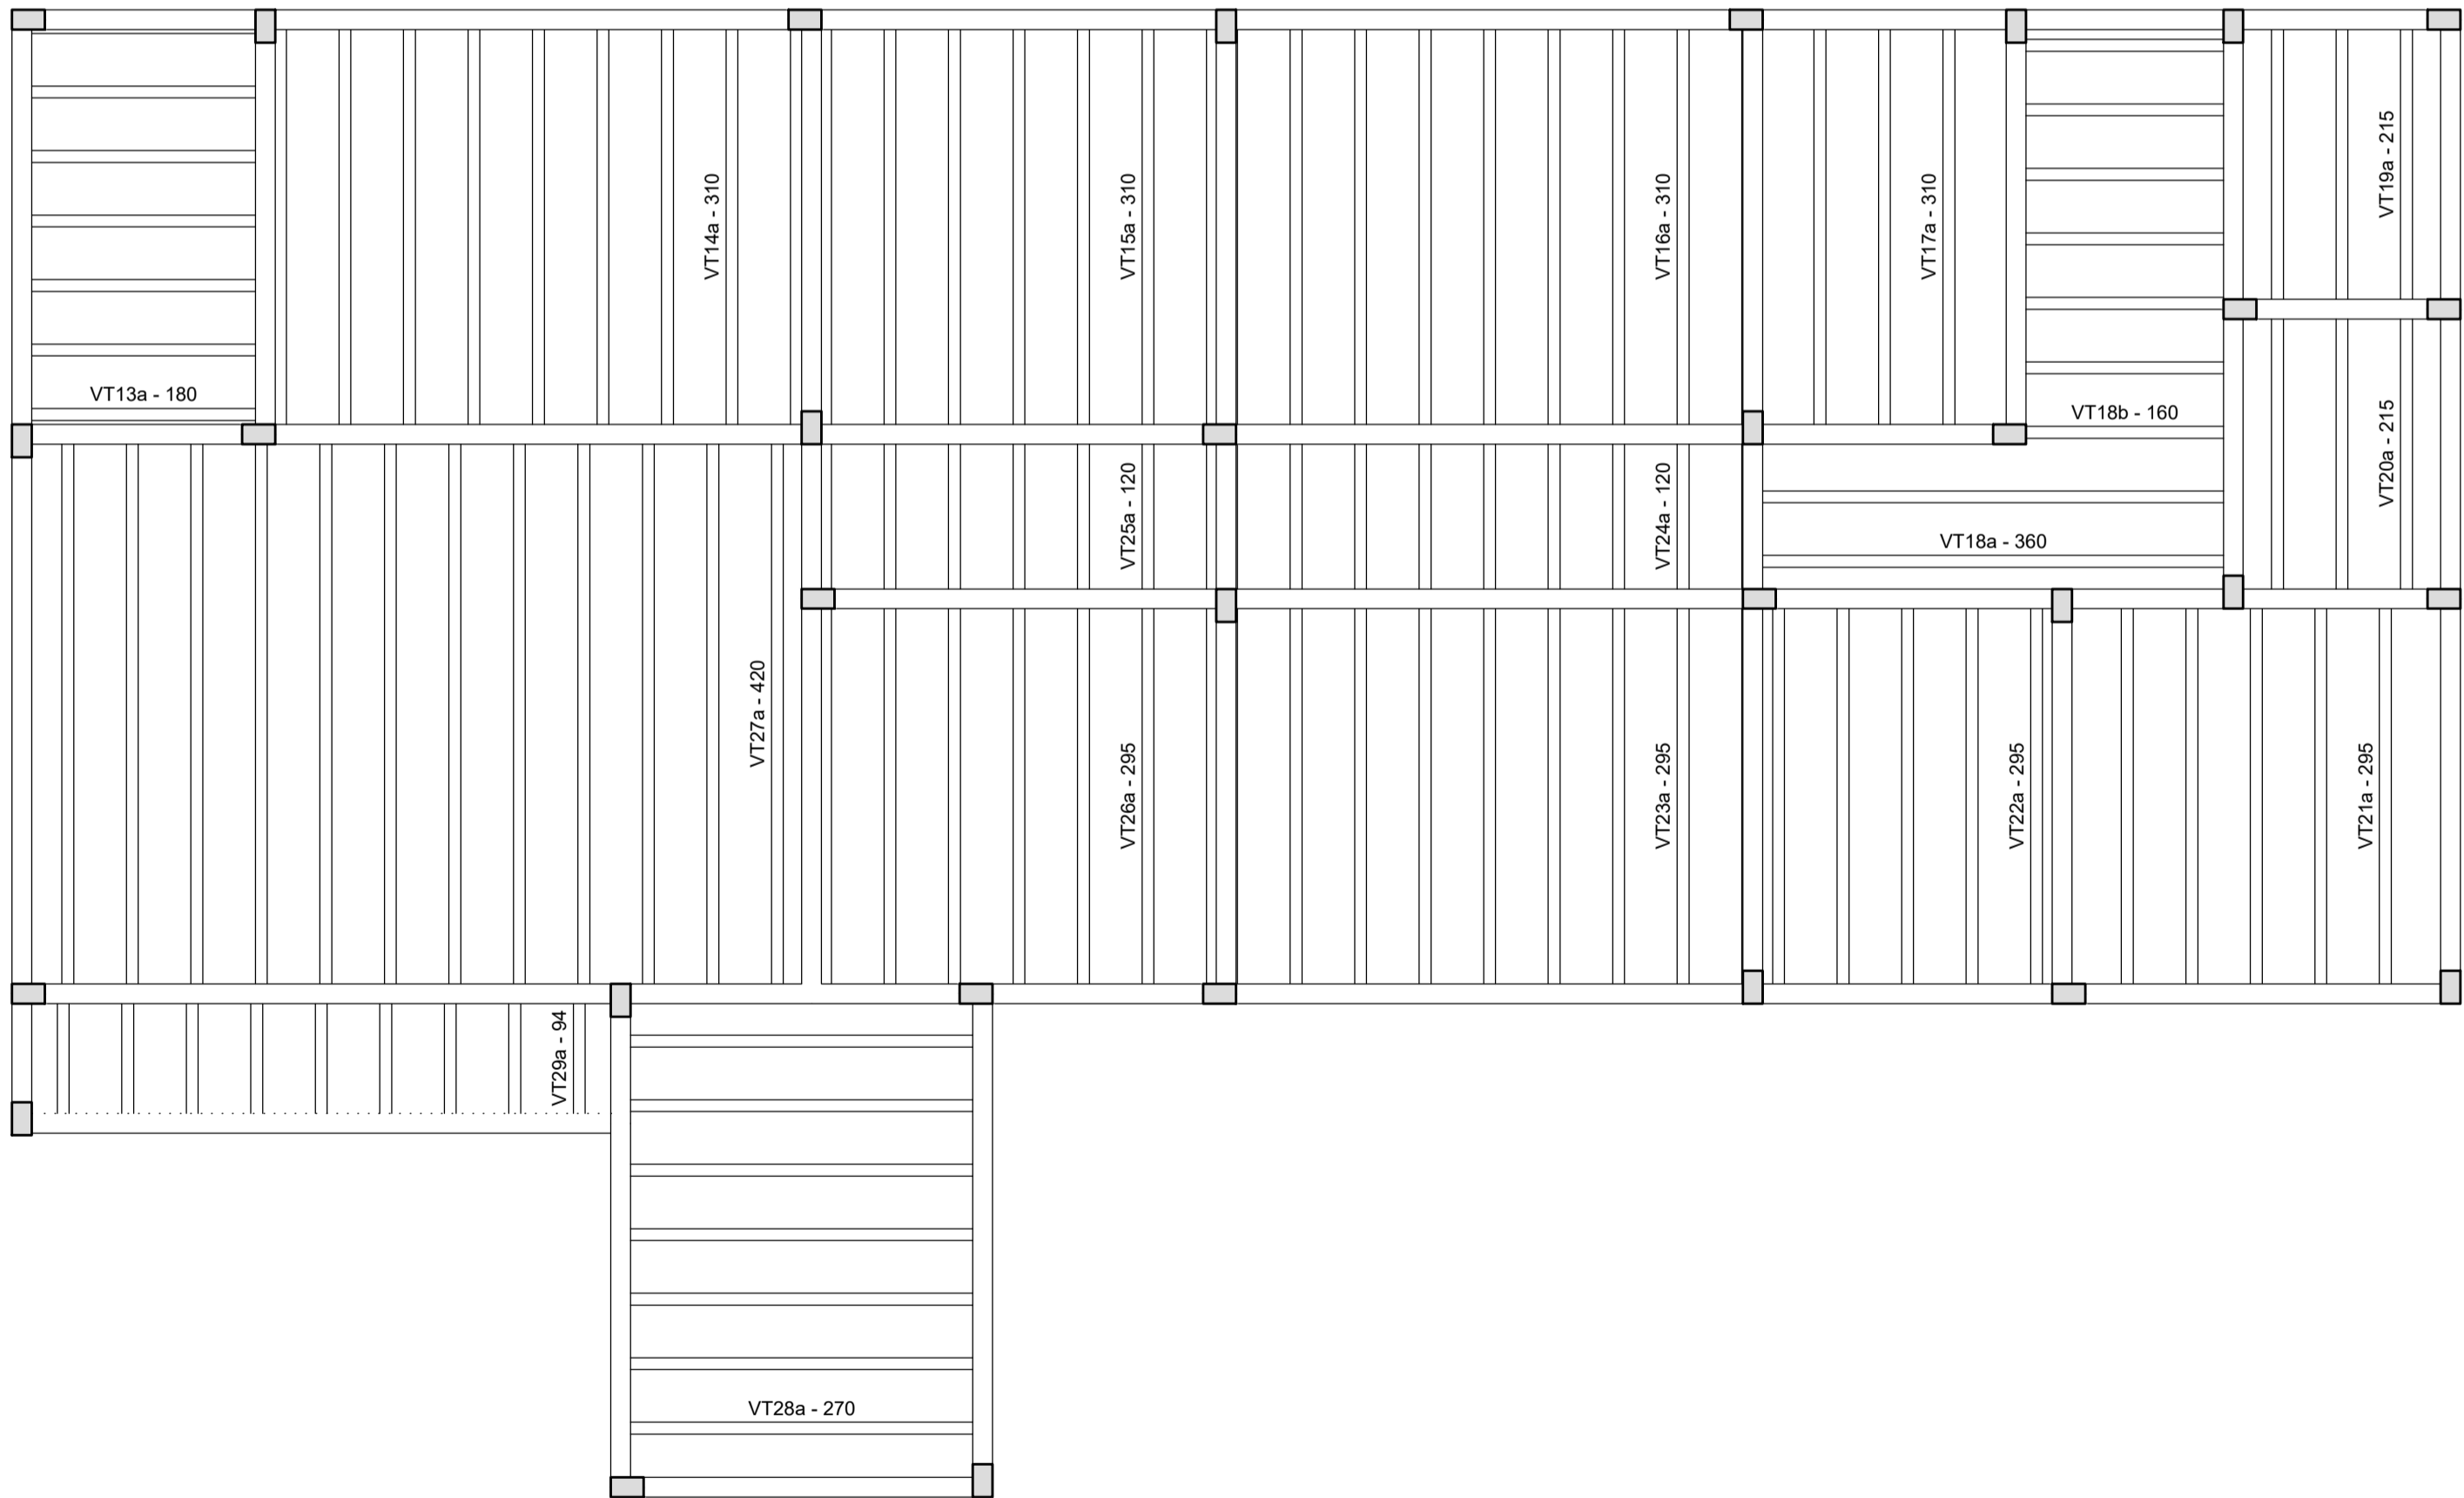 VT13a - 180
VT14a - 310
VT15a - 310
VT16a - 310
VT17a - 310
VT18b - 160
VT19a - 215
VT20a - 215
VT25a - 120
VT24a - 120
VT18a - 360
VT27a - 420
VT26a - 295
VT23a - 295
VT22a - 295
VT21a - 295
VT29a - 94
VT28a - 270